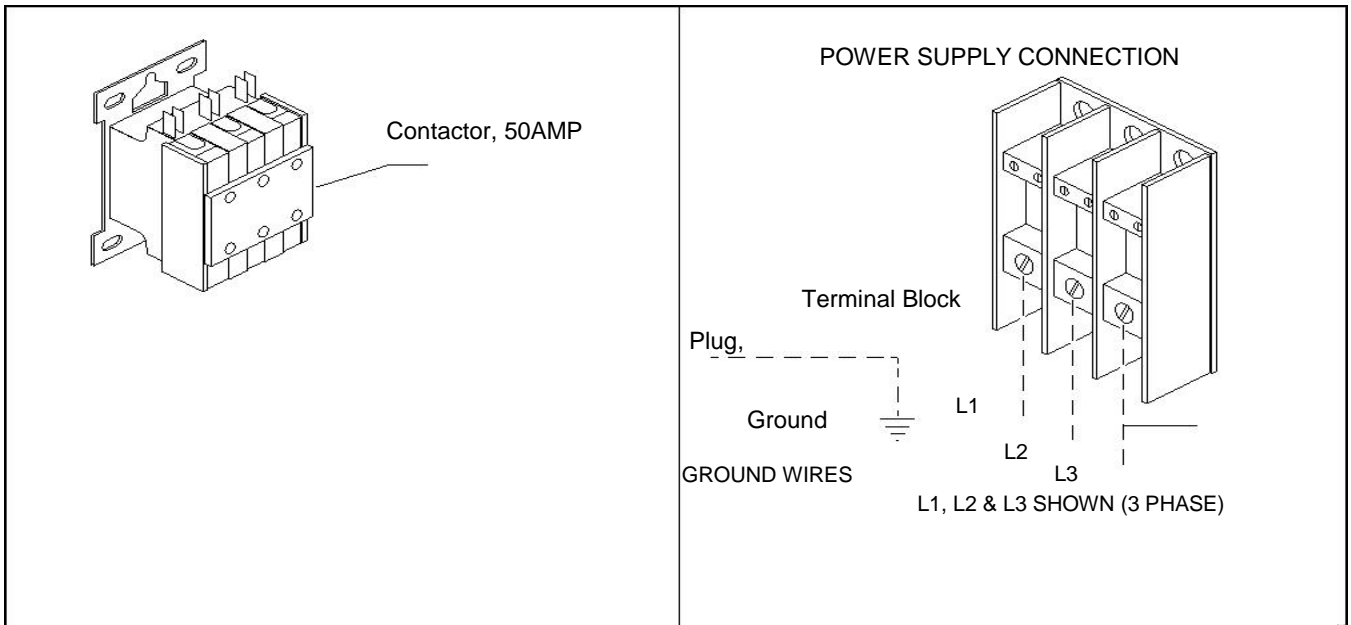 Contactor, 50AMP
POWER SUPPLY CONNECTION
Terminal Block
Plug,
Ground
GROUND WIRES
L1
L2
L3
L1, L2 & L3 SHOWN (3 PHASE)